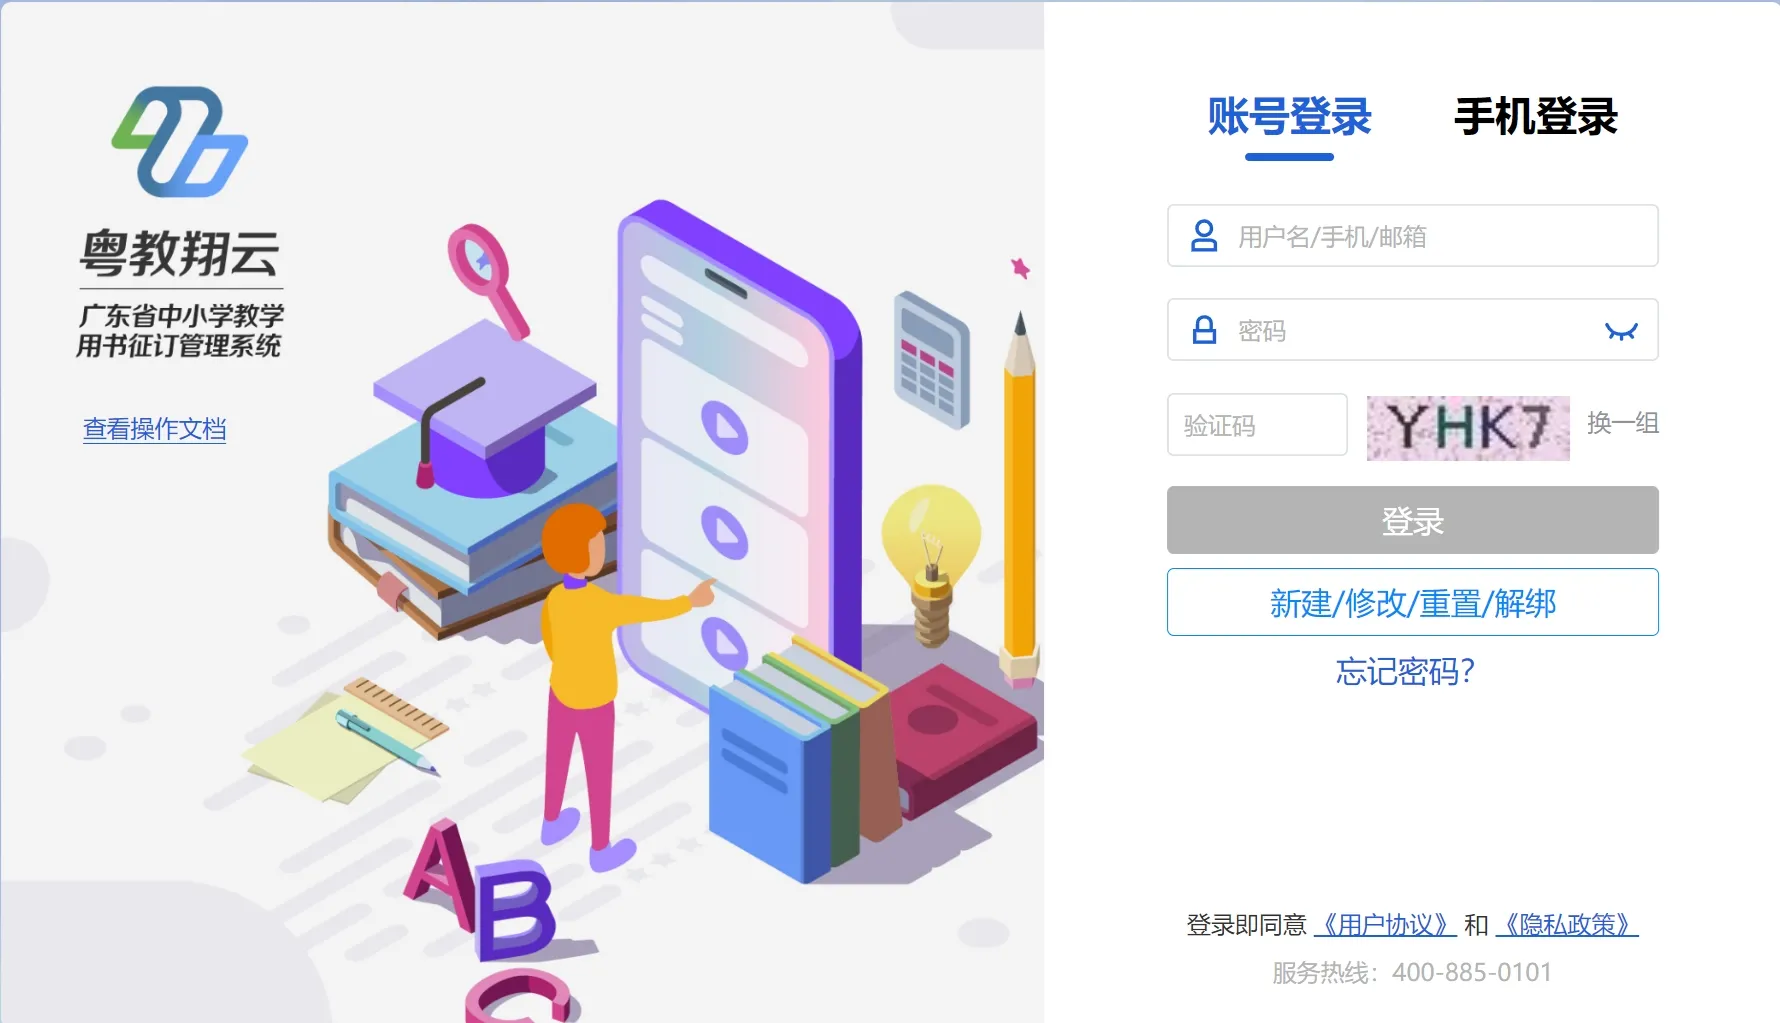 粤教翔云
广东省中小学教学
用书征订管理系统
查看操作文档
A
B
C
账号登录 手机登录
用户名/手机/邮箱
密码
验证码 YHK7 换一组
登录
新建/修改/重置/解绑
忘记密码?
登录即同意《用户协议》 和 《隐私政策》
服务热线: 400-885-0101